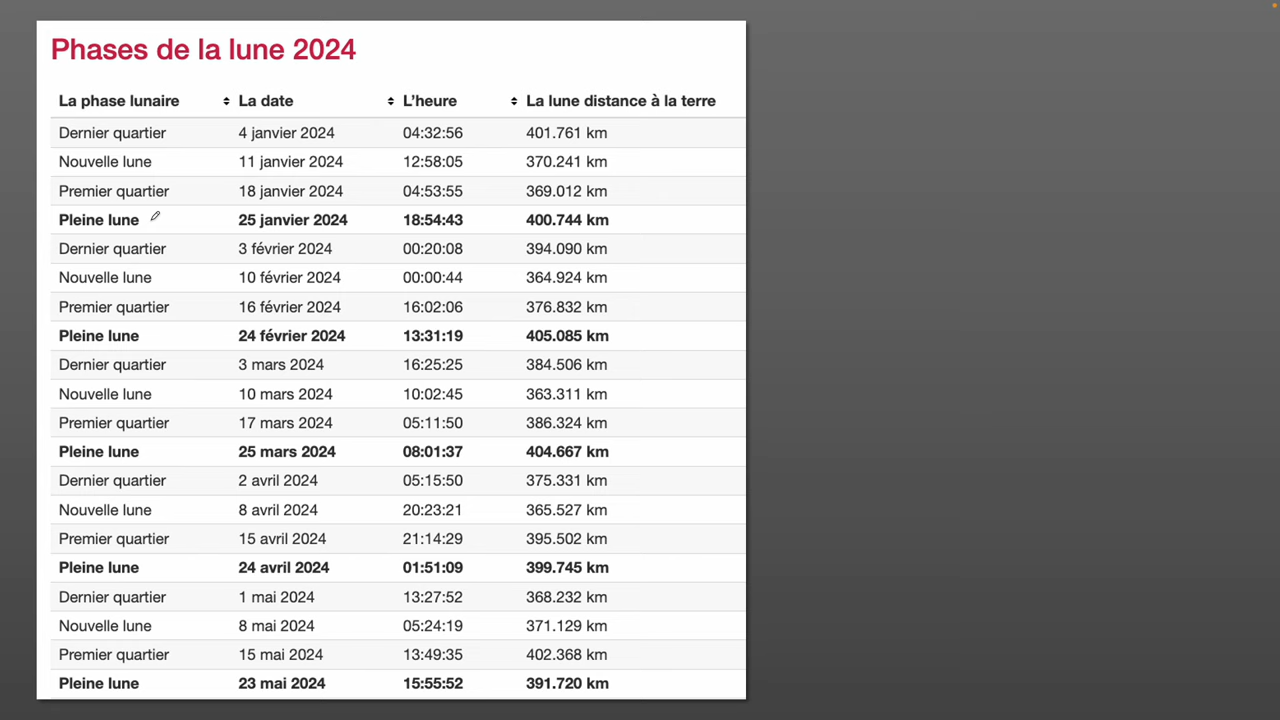 Phases de la lune 2024
La phase lunaire La date L'heure La lune distance à la terre
Dernier quartier 4 janvier 2024 04:32:56 401.761 km
Nouvelle lune 11 janvier 2024 12:58:05 370.241 km
Premier quartier 18 janvier 2024 04:53:55 369.012 km
Pleine lune 25 janvier 2024 18:54:43 400.744 km
Dernier quartier 3 février 2024 00:20:08 394.090 km
Nouvelle lune 10 février 2024 00:00:44 364.924 km
Premier quartier 16 février 2024 16:02:06 376.832 km
Pleine lune 24 février 2024 13:31:19 405.085 km
Dernier quartier 3 mars 2024 16:25:25 384.506 km
Nouvelle lune 10 mars 2024 10:02:45 363.311 km
Premier quartier 17 mars 2024 05:11:50 386.324 km
Pleine lune 25 mars 2024 08:01:37 404.667 km
Dernier quartier 2 avril 2024 05:15:50 375.331 km
Nouvelle lune 8 avril 2024 20:23:21 365.527 km
Premier quartier 15 avril 2024 21:14:29 395.502 km
Pleine lune 24 avril 2024 01:51:09 399.745 km
Dernier quartier 1 mai 2024 13:27:52 368.232 km
Nouvelle lune 8 mai 2024 05:24:19 371.129 km
Premier quartier 15 mai 2024 13:49:35 402.368 km
Pleine lune 23 mai 2024 15:55:52 391.720 km